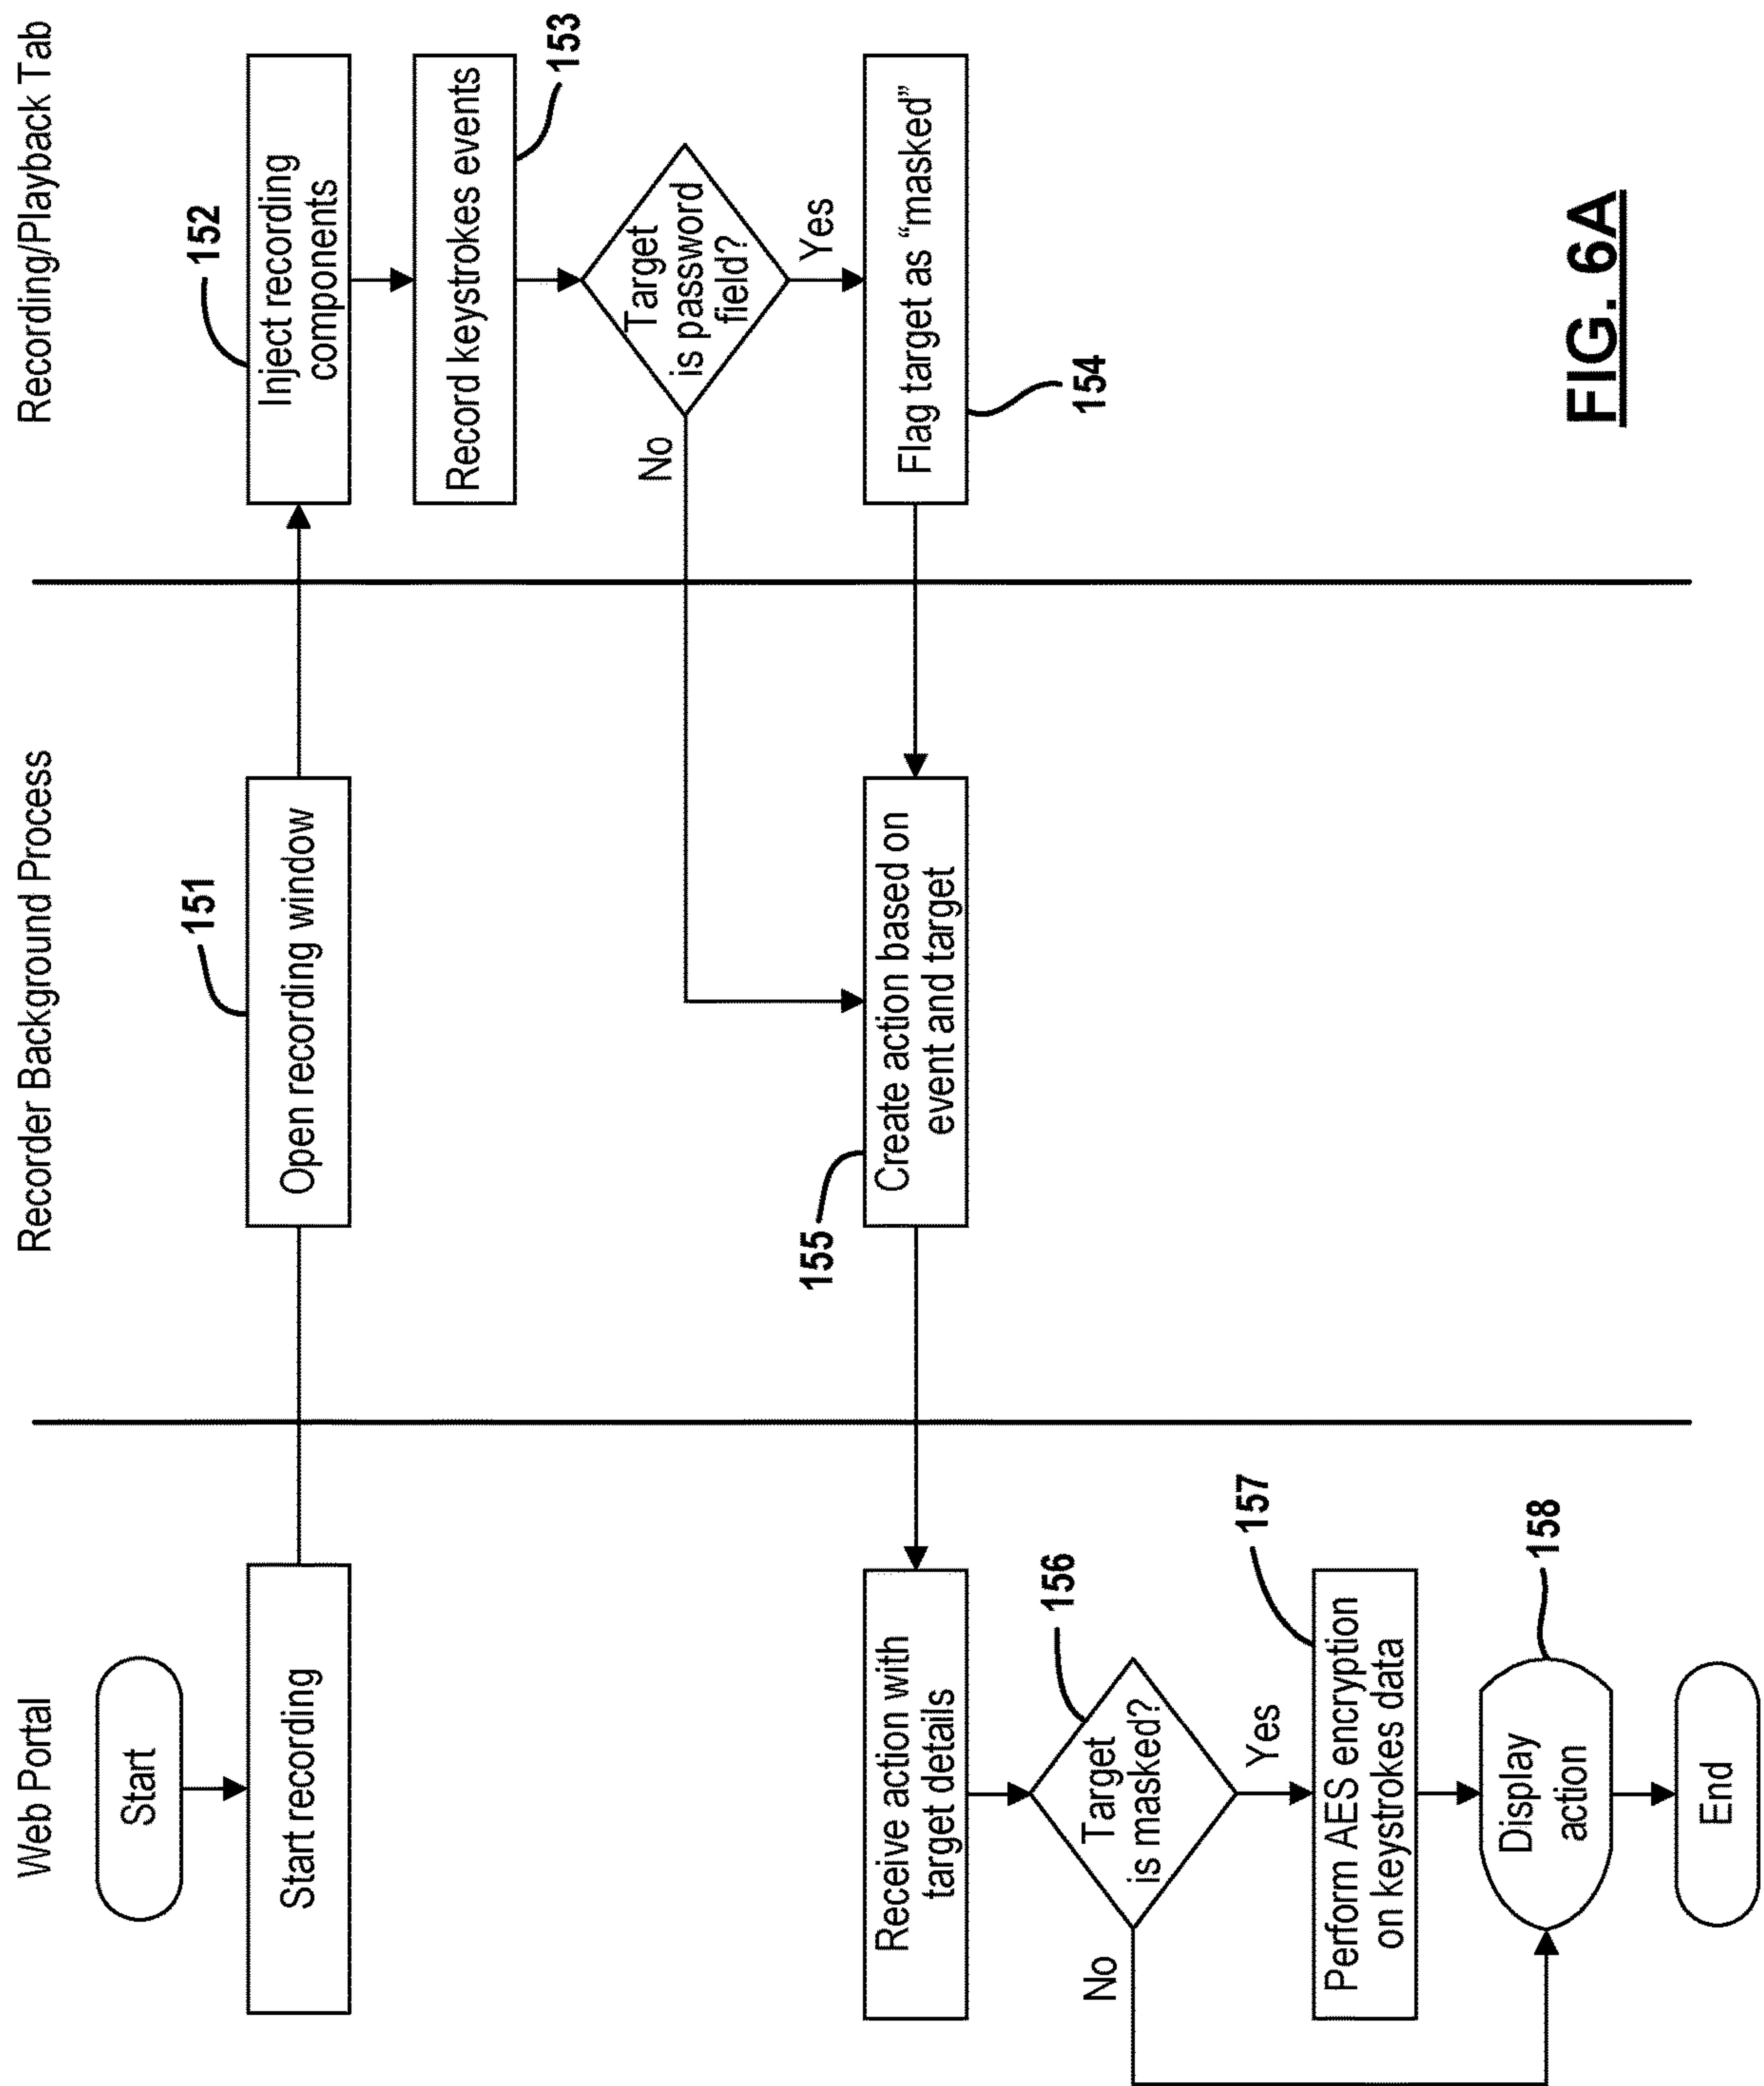 Web Portal
Recorder Background Process
Recording/Playback Tab
Start
Start recording
151
Open recording window
152
Inject recording
components
Record keystrokes events
153
Target
is password
field?
No
Yes
Flag target as “masked”
154
155
Create action based on
event and target
Receive action with
target details
156
Target
is masked?
No
Yes
157
Perform AES encryption
on keystrokes data
158
Display
action
End
FIG. 6A